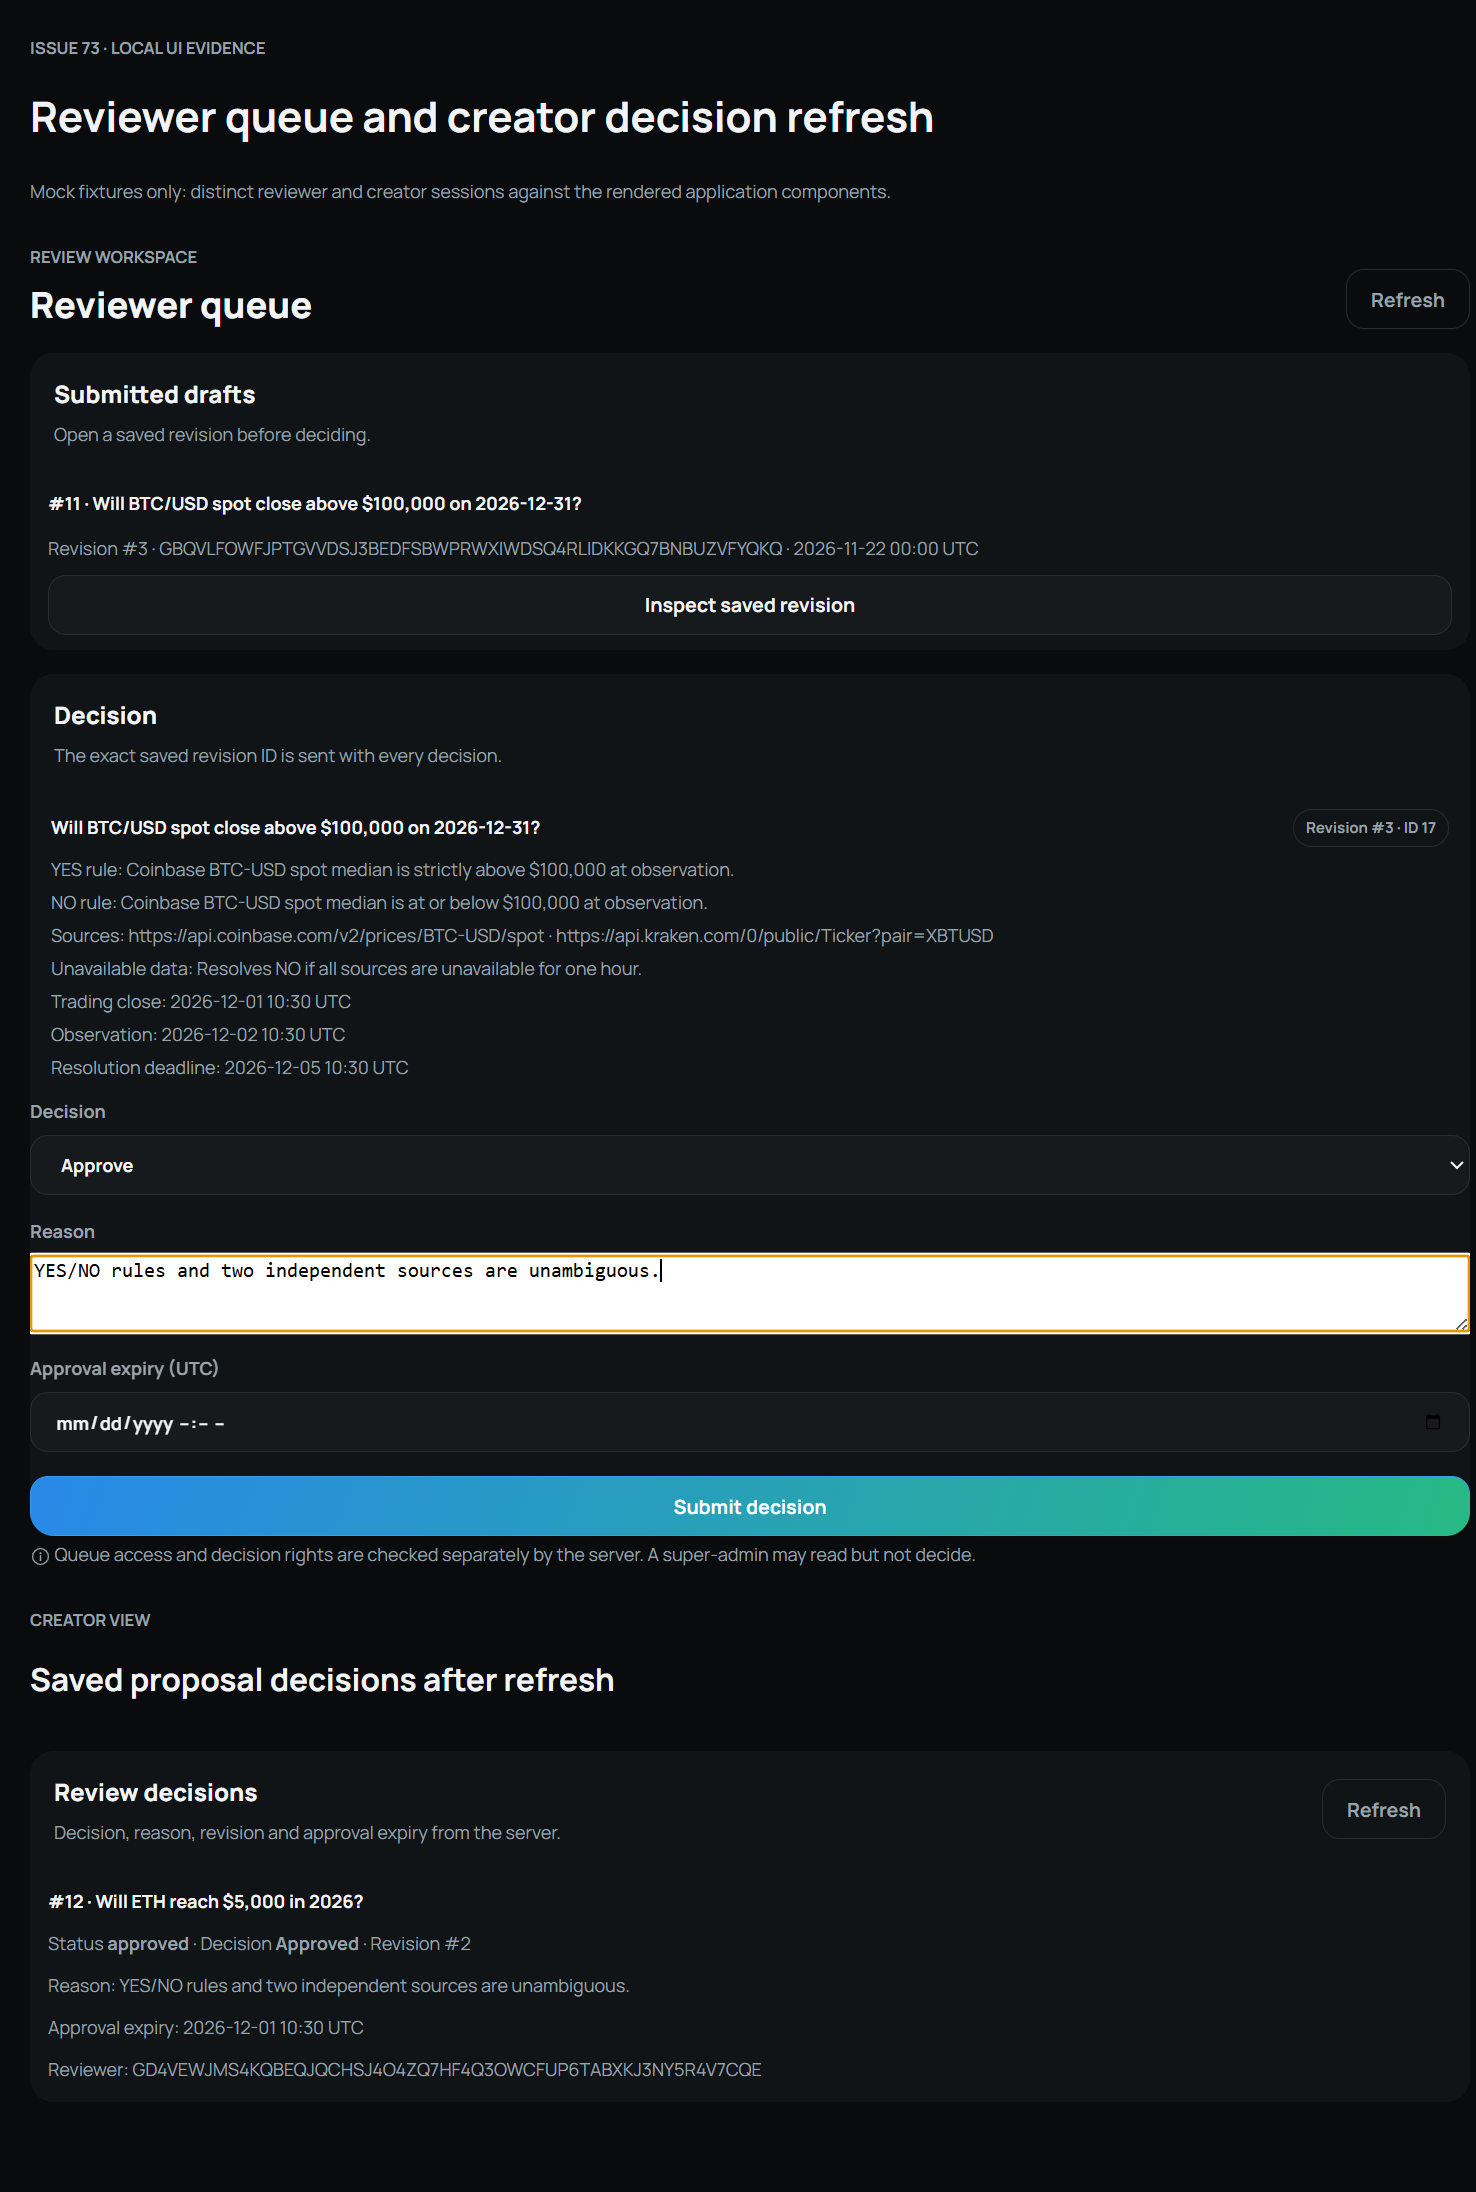 ISSUE 73 · LOCAL UI EVIDENCE
Reviewer queue and creator decision refresh
Mock fixtures only: distinct reviewer and creator sessions against the rendered application components.
REVIEW WORKSPACE
Reviewer queue
Refresh
Submitted drafts
Open a saved revision before deciding.
#11 · Will BTC/USD spot close above $100,000 on 2026-12-31?
Revision #3 · GBQVLFOWFJPTGVVDSJ3BEDFSBWPRWXIWDSQ4RLIDKKGQ7BNBUZVFYQKQ · 2026-11-22 00:00 UTC
Inspect saved revision
Decision
The exact saved revision ID is sent with every decision.
Will BTC/USD spot close above $100,000 on 2026-12-31?
Revision #3 · ID 17
YES rule: Coinbase BTC-USD spot median is strictly above $100,000 at observation.
NO rule: Coinbase BTC-USD spot median is at or below $100,000 at observation.
Sources: https://api.coinbase.com/v2/prices/BTC-USD/spot · https://api.kraken.com/0/public/Ticker?pair=XBTUSD
Unavailable data: Resolves NO if all sources are unavailable for one hour.
Trading close: 2026-12-01 10:30 UTC
Observation: 2026-12-02 10:30 UTC
Resolution deadline: 2026-12-05 10:30 UTC
Decision
Approve
Reason
YES/NO rules and two independent sources are unambiguous.
Approval expiry (UTC)
mm/dd/yyyy --:-- --
Submit decision
Queue access and decision rights are checked separately by the server. A super-admin may read but not decide.
CREATOR VIEW
Saved proposal decisions after refresh
Review decisions
Refresh
Decision, reason, revision and approval expiry from the server.
#12 · Will ETH reach $5,000 in 2026?
Status approved · Decision Approved · Revision #2
Reason: YES/NO rules and two independent sources are unambiguous.
Approval expiry: 2026-12-01 10:30 UTC
Reviewer: GD4VEWJMS4KQBEQJQCHSJ4O4ZQ7HF4Q3OWCFUP6TABXKJ3NY5R4V7CQE